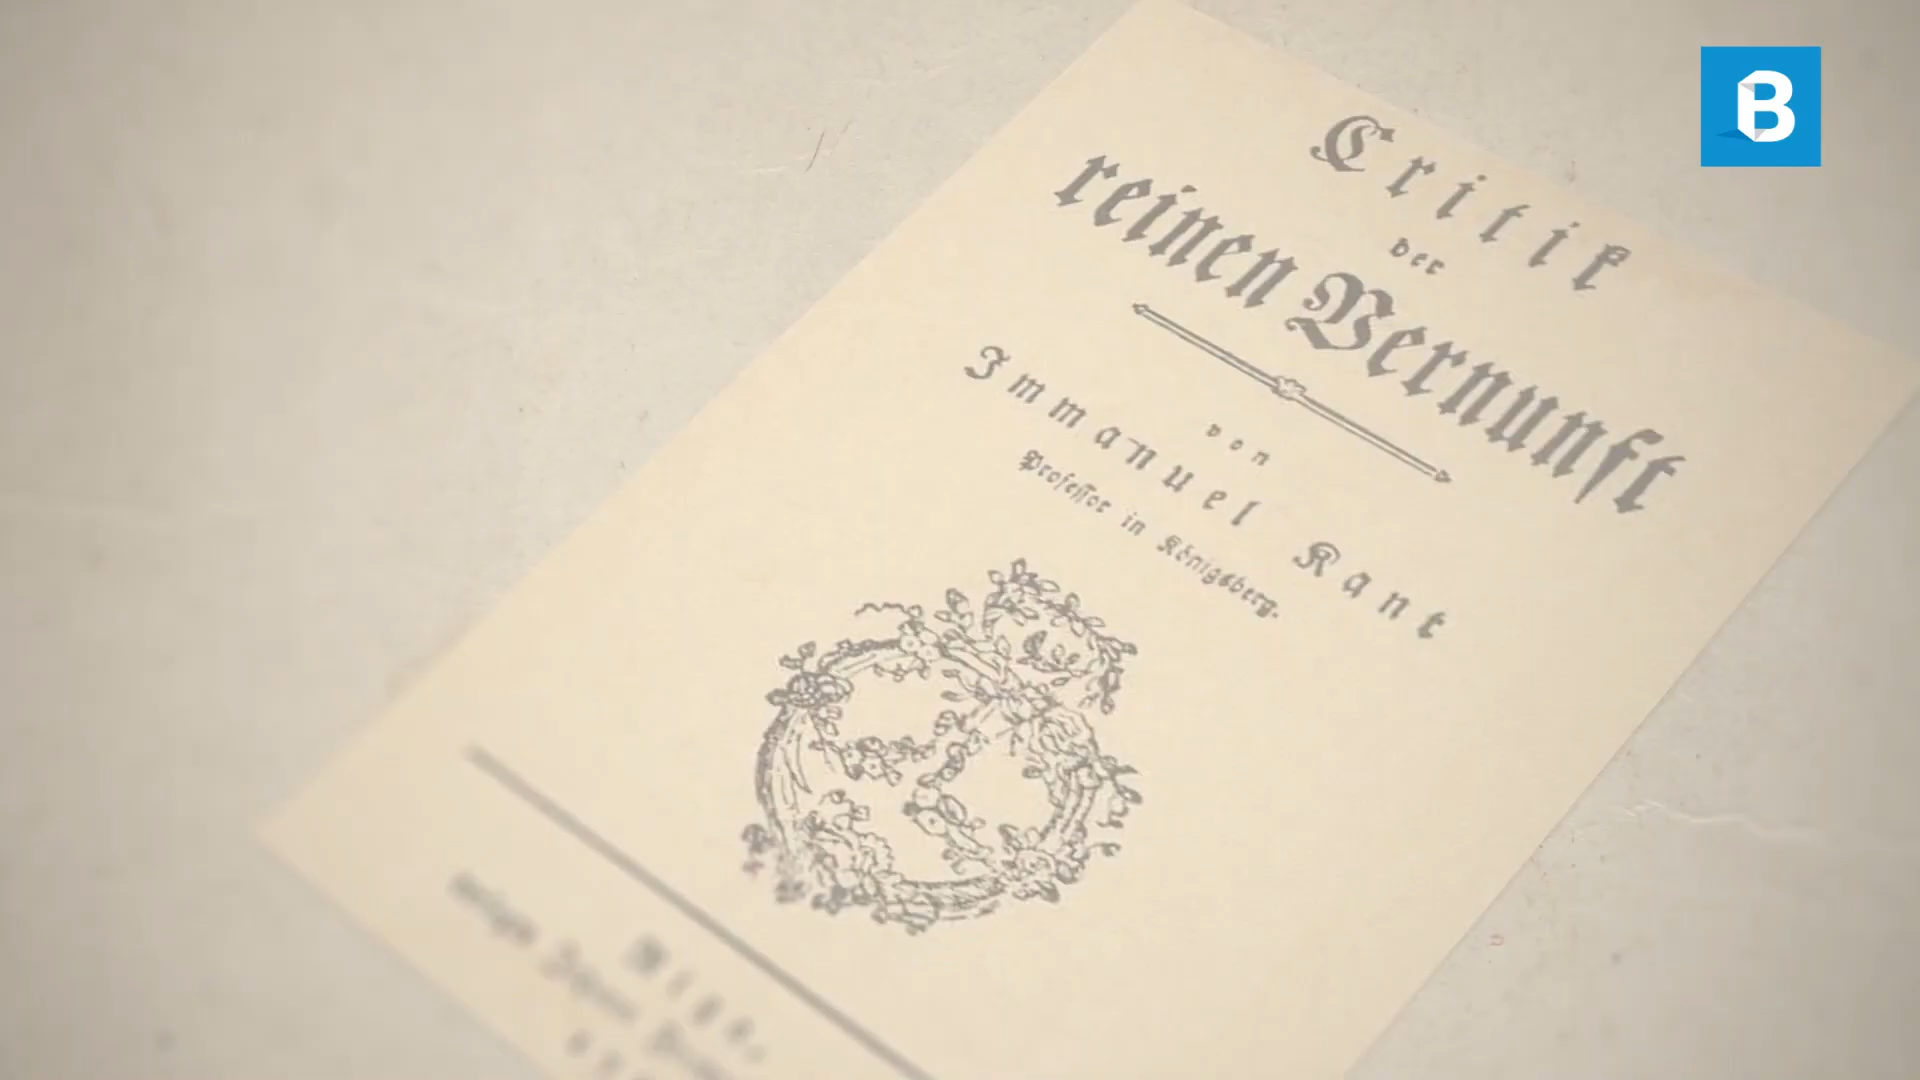 B
Critik
der
reinen Vernunft
von
Immanuel Kant
Professor in Königsberg.